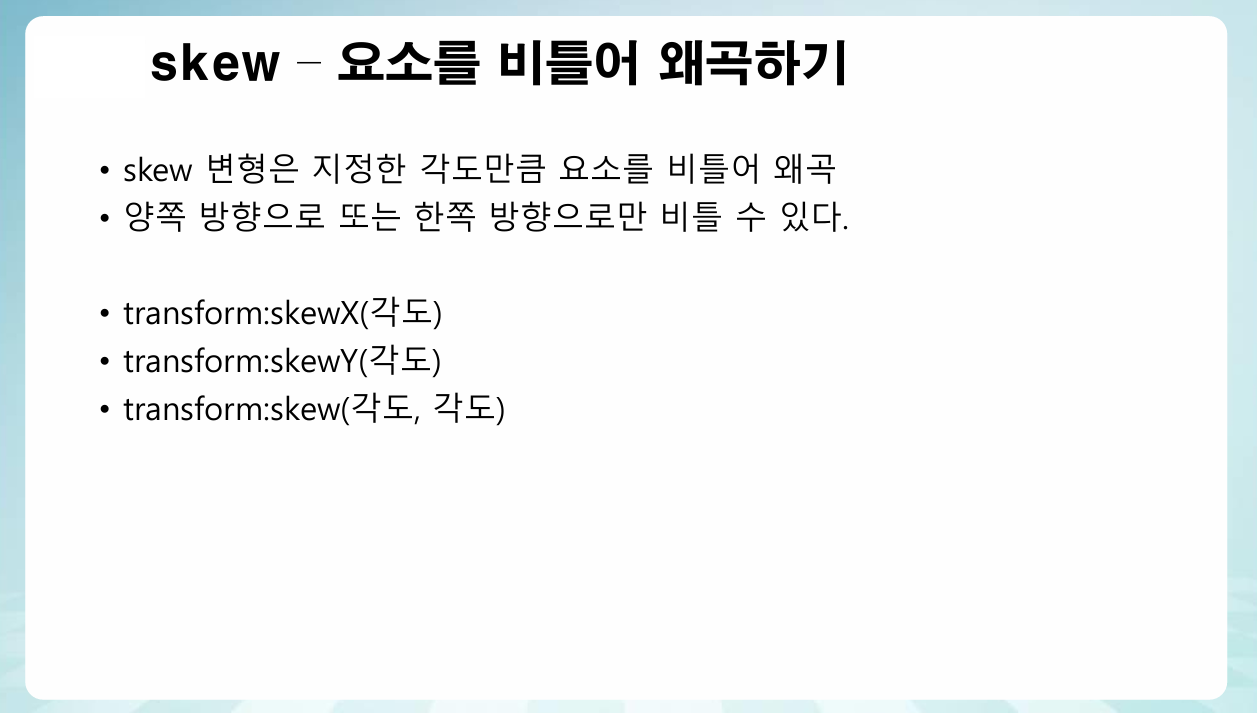 skew – 요소를 비틀어 왜곡하기
• skew 변형은 지정한 각도만큼 요소를 비틀어 왜곡
• 양쪽 방향으로 또는 한쪽 방향으로만 비틀 수 있다.
• transform:skewX(각도)
• transform:skewY(각도)
• transform:skew(각도, 각도)